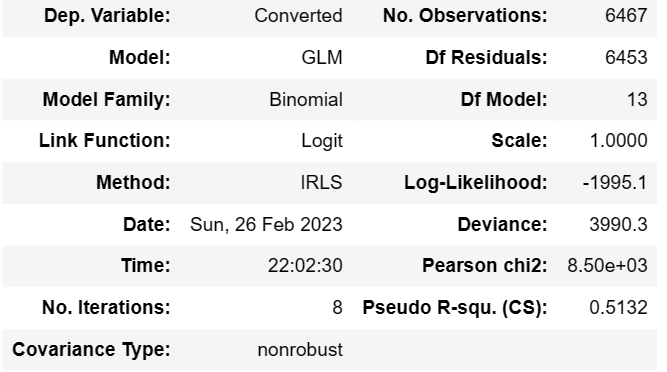 Dep. Variable: Converted No. Observations: 6467
Model: GLM Df Residuals: 6453
Model Family: Binomial Df Model: 13
Link Function: Logit Scale: 1.0000
Method: IRLS Log-Likelihood: -1995.1
Date: Sun, 26 Feb 2023 Deviance: 3990.3
Time: 22:02:30 Pearson chi2: 8.50e+03
No. Iterations: 8 Pseudo R-squ. (CS): 0.5132
Covariance Type: nonrobust